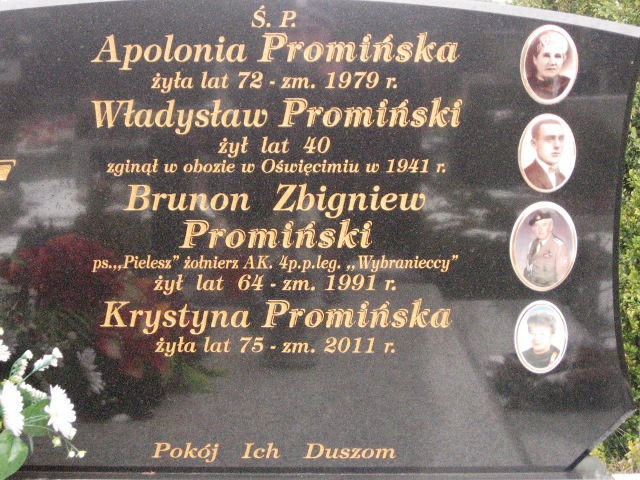 Ś. P.
Apolonia Promińska
żyła lat 72 - zm. 1979 r.
Władysław Promiński
żył lat 40
zginął w obozie w Oświęcimiu w 1941 r.
Brunon Zbigniew
Promiński
ps.,,Pielesz" żołnierz AK. 4p.p.leg. ,,Wybranieccy"
żył lat 64 - zm. 1991 r.
Krystyna Promińska
żyła lat 75 - zm. 2011 r.
Pokój Ich Duszom